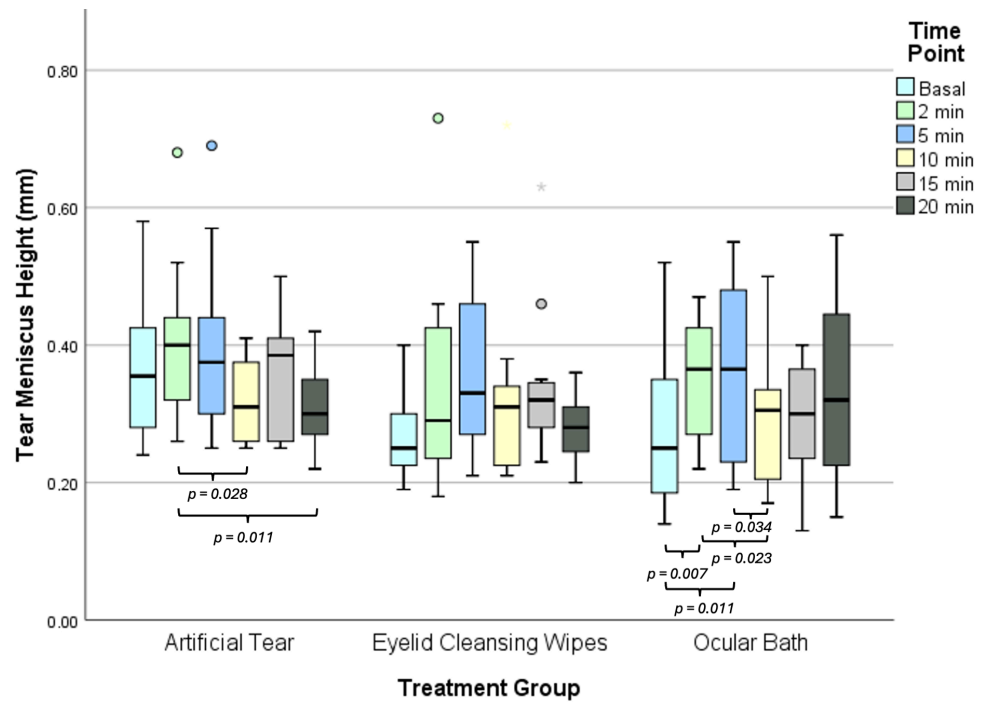 Time
Point
Basal
2 min
5 min
10 min
15 min
20 min
Tear Meniscus Height (mm)
0.80
0.60
0.40
0.20
0.00
p = 0.028
p = 0.011
p = 0.034
p = 0.023
p = 0.007
p = 0.011
Artificial Tear
Eyelid Cleansing Wipes
Ocular Bath
Treatment Group